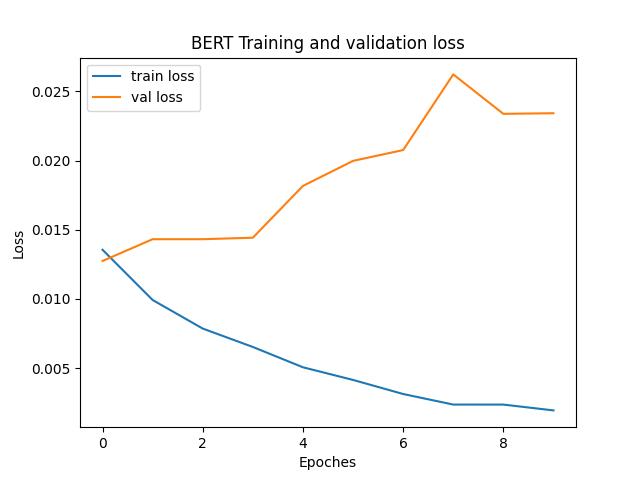 BERT Training and validation loss
train loss
val loss
0.025
0.020
0.015
0.010
0.005
Loss
0 2 4 6 8
Epoches